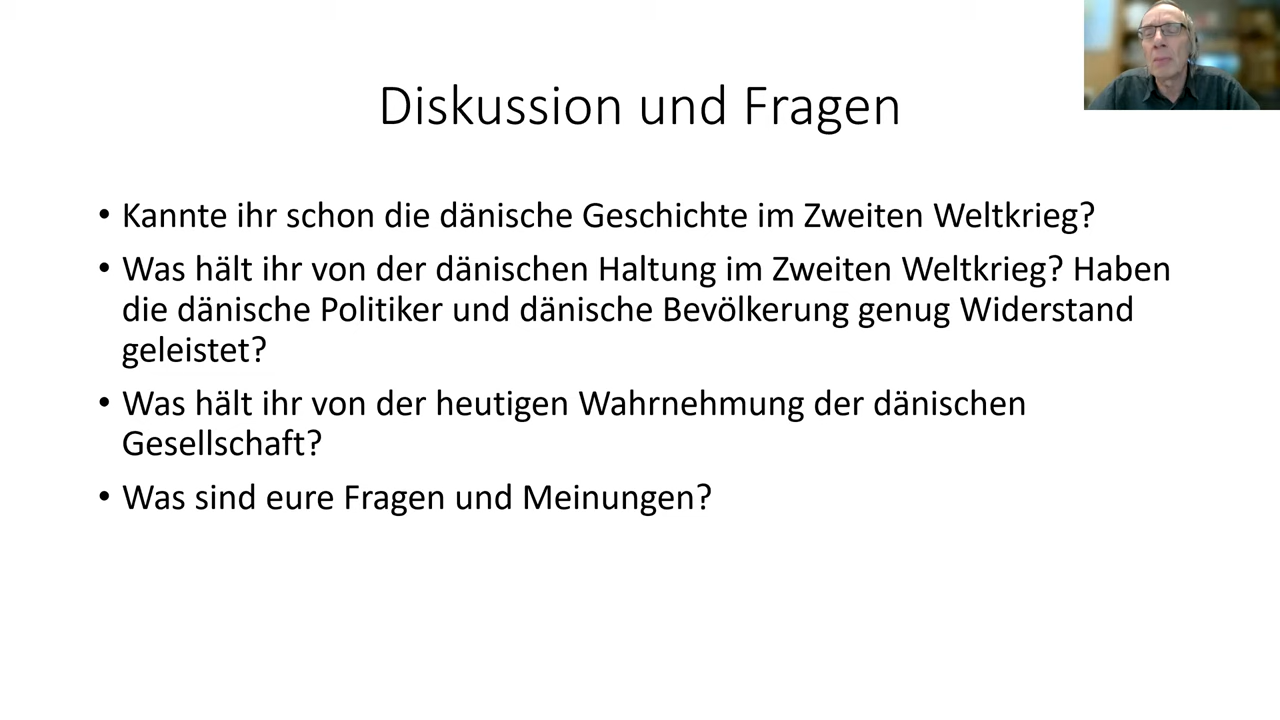 Diskussion und Fragen
• Kannte ihr schon die dänische Geschichte im Zweiten Weltkrieg?
• Was hält ihr von der dänischen Haltung im Zweiten Weltkrieg? Haben
die dänische Politiker und dänische Bevölkerung genug Widerstand
geleistet?
• Was hält ihr von der heutigen Wahrnehmung der dänischen
Gesellschaft?
• Was sind eure Fragen und Meinungen?